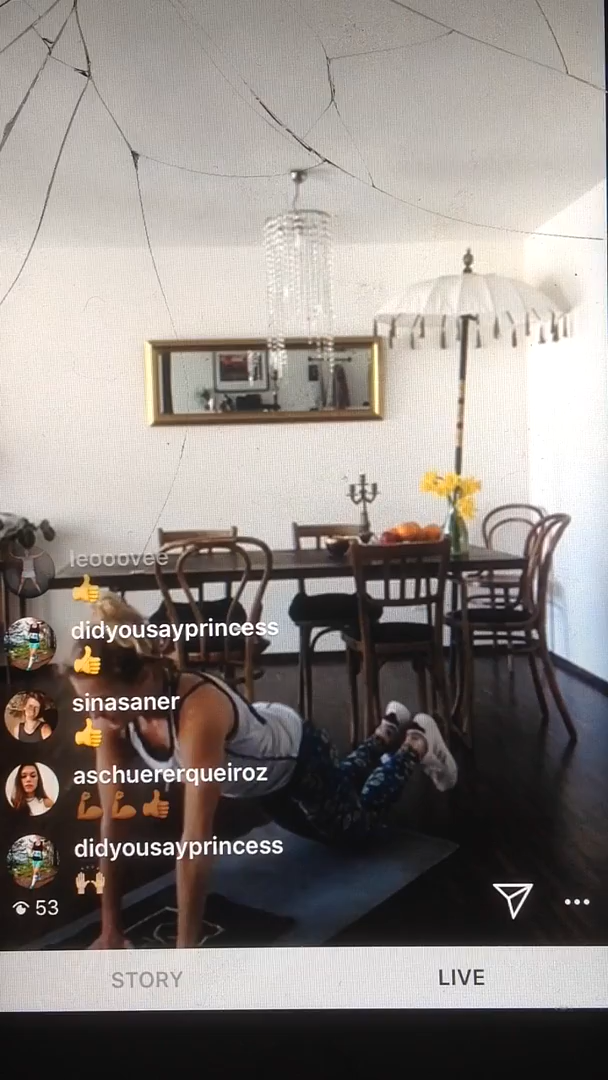 leooovee
👍
didyousayprincess
👍
sinasaner
👍
aschuererqueiroz
💪🏾💪🏾👍🏾
didyousayprincess
🙌🏼
53
STORY
LIVE